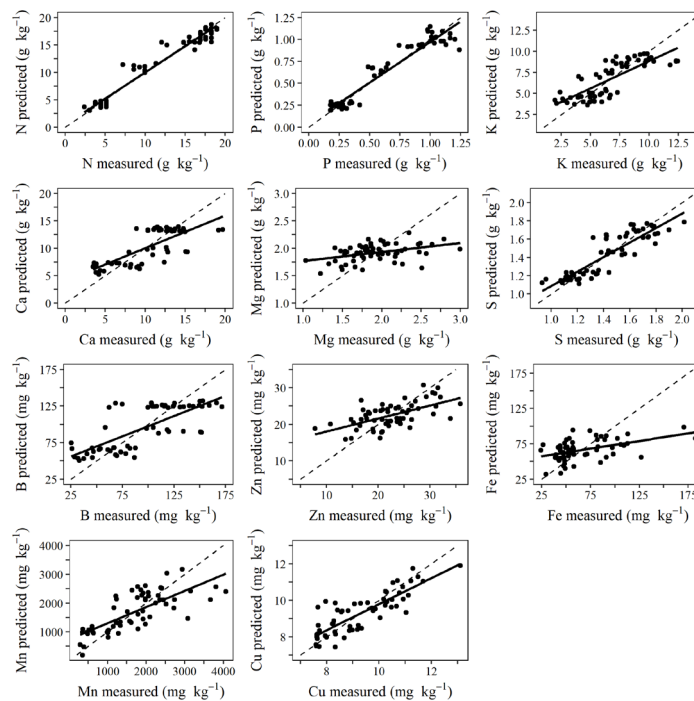 N predicted (g kg⁻¹)
20
15
10
5
0
0 5 10 15 20
N measured (g kg⁻¹)
P predicted (g kg⁻¹)
1.25
1.00
0.75
0.50
0.25
0.00
0.00 0.25 0.50 0.75 1.00 1.25
P measured (g kg⁻¹)
K predicted (g kg⁻¹)
12.5
10.0
7.5
5.0
2.5
2.5 5.0 7.5 10.0 12.5
K measured (g kg⁻¹)
Ca predicted (g kg⁻¹)
20
15
10
5
0
0 5 10 15 20
Ca measured (g kg⁻¹)
Mg predicted (g kg⁻¹)
3.0
2.5
2.0
1.5
1.0
1.0 1.5 2.0 2.5 3.0
Mg measured (g kg⁻¹)
S predicted (g kg⁻¹)
2.0
1.8
1.6
1.4
1.2
1.0
1.0 1.2 1.4 1.6 1.8 2.0
S measured (g kg⁻¹)
B predicted (mg kg⁻¹)
175
125
75
25
25 75 125 175
B measured (mg kg⁻¹)
Zn predicted (mg kg⁻¹)
30
20
10
10 20 30
Zn measured (mg kg⁻¹)
Fe predicted (mg kg⁻¹)
175
125
75
25
25 75 125 175
Fe measured (mg kg⁻¹)
Mn predicted (mg kg⁻¹)
4000
3000
2000
1000
1000 2000 3000 4000
Mn measured (mg kg⁻¹)
Cu predicted (mg kg⁻¹)
12
10
8
8 10 12
Cu measured (mg kg⁻¹)